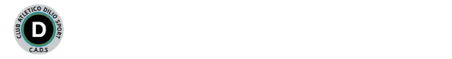 CLUB ATLETICO DILIO SPORT
D
C.A.D.S